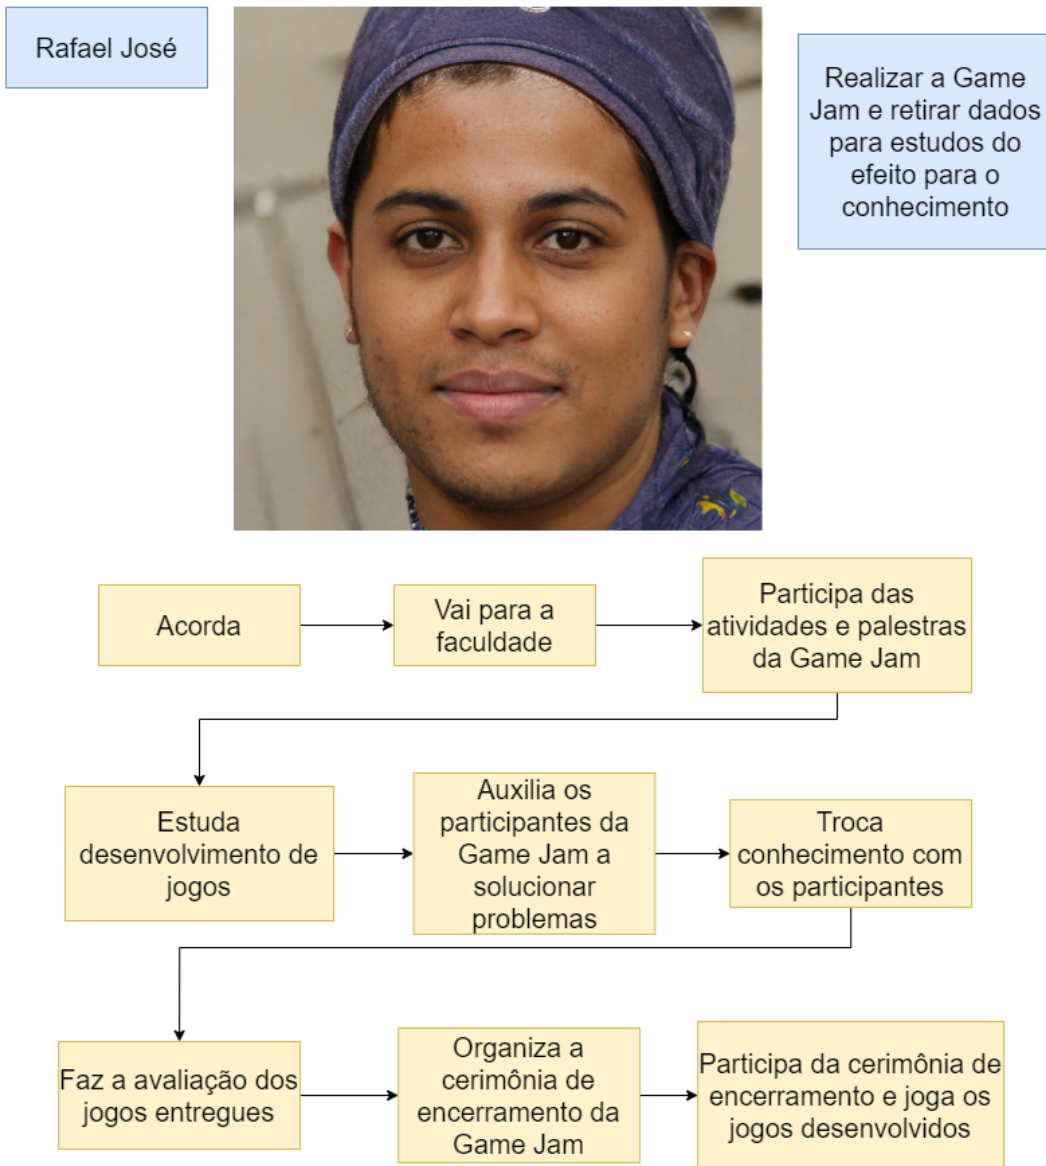 Rafael José
Realizar a Game
Jam e retirar dados
para estudos do
efeito para o
conhecimento
Acorda
Vai para a
faculdade
Participa das
atividades e palestras
da Game Jam
Estuda
desenvolvimento de
jogos
Auxilia os
participantes da
Game Jam a
solucionar
problemas
Troca
conhecimento com
os participantes
Faz a avaliação dos
jogos entregues
Organiza a
cerimônia de
encerramento da
Game Jam
Participa da cerimônia de
encerramento e joga os
jogos desenvolvidos